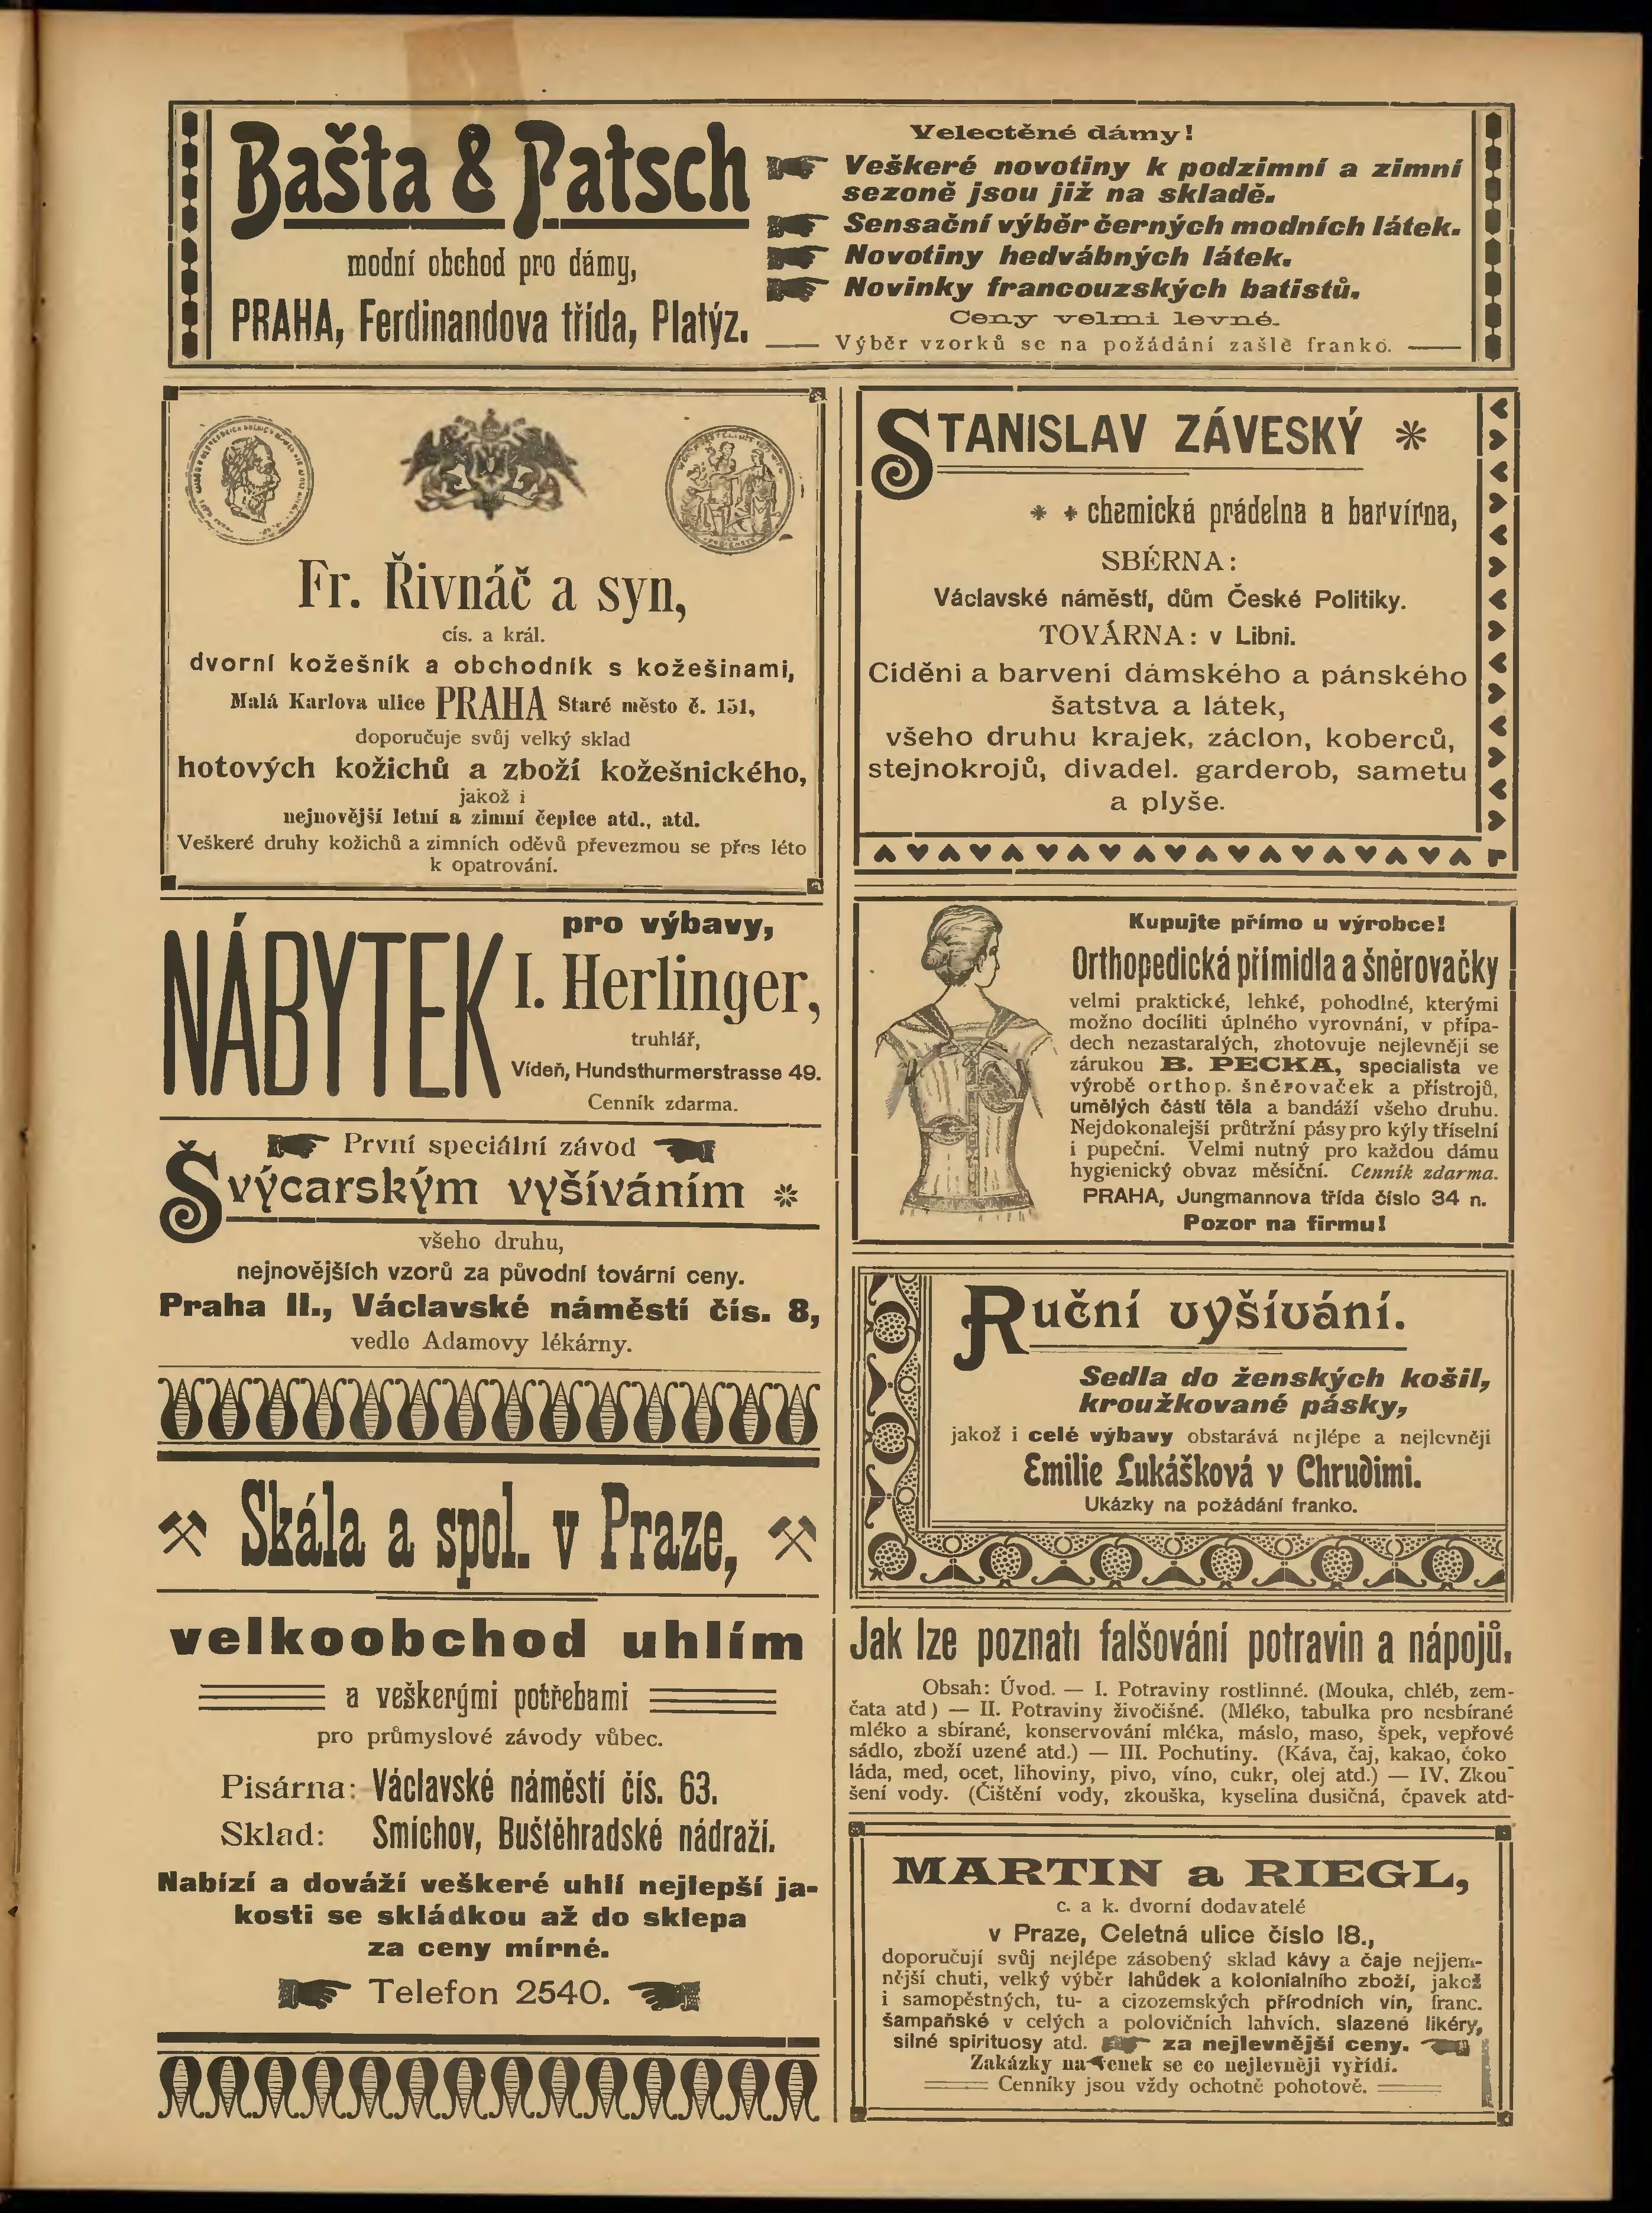 Bašta & Patsch
modní obchod pro dámy,
PRAHA, Ferdinandova třída, Platýz.
Velectěné dámy!
Veškeré novotiny k podzimní a zimní
sezoně jsou již na skladě.
Sensační výběr černých modních látek.
Novotiny hedvábných látek.
Novinky francouzských batistů.
Ceny velmi levné.
Výběr vzorků se na požádání zašle franko.
Fr. Řivnáč a syn,
cís. a král.
dvorní kožešník a obchodník s kožešinami,
Malá Karlova ulice PRAHA Staré město č. 151,
doporučuje svůj velký sklad
hotových kožichů a zboží kožešnického,
jakož i
nejnovější letní a zimní čepice atd., atd.
Veškeré druhy kožichů a zimních oděvů převezmou se přes léto
k opatrování.
NÁBYTEK
pro výbavy,
I. Herlinger,
truhlář,
Vídeň, Hundsthurmerstrasse 49.
Cenník zdarma.
První speciální závod
Švýcarským vyšíváním *
všeho druhu,
nejnovějších vzorů za původní tovární ceny.
Praha II., Václavské náměstí čís. 8,
vedle Adamovy lékárny.
Skála a spol. v Praze,
velkoobchod uhlím
a veškerými potřebami
pro průmyslové závody vůbec.
Pisárna: Václavské náměstí čís. 63.
Sklad: Smíchov, Buštěhradské nádraží.
Nabízí a dováží veškeré uhlí nejlepší ja-
kosti se skládkou až do sklepa
za ceny mírné.
Telefon 2540.
STANISLAV ZÁVESKÝ *
* * chemická prádelna a barvírna,
SBĚRNA:
Václavské náměstí, dům České Politiky.
TOVÁRNA: v Libni.
Cídění a barvení dámského a pánského
šatstva a látek,
všeho druhu krajek, záclon, koberců,
stejnokrojů, divadel. garderob, sametu
a plyše.
Kupujte přímo u výrobce!
Orthopedická přímidla a šněrovačky
velmi praktické, lehké, pohodlné, kterými
možno docíliti úplného vyrovnání, v přípa-
dech nezastaralých, zhotovuje nejlevněji se
zárukou B. PECKA, specialista ve
výrobě orthop. šněrovaček a přístrojů,
umělých částí těla a bandáží všeho druhu.
Nejdokonalejší průtržní pásy pro kýly tříselní
i pupeční. Velmi nutný pro každou dámu
hygienický obvaz měsíční. Cenník zdarma.
PRAHA, Jungmannova třída číslo 34 n.
Pozor na firmu!
Ruční vyšívání.
Sedla do ženských košil,
kroužkované pásky,
jakož i celé výbavy obstarává nejlépe a nejlevněji
Emilie Lukášková v Chrudimi.
Ukázky na požádání franko.
Jak lze poznati falšování potravin a nápojů.
Obsah: Úvod. — I. Potraviny rostlinné. (Mouka, chléb, zem-
čata atd) — II. Potraviny živočišné. (Mléko, tabulka pro nesbírané
mléko a sbírané, konservování mléka, máslo, maso, špek, vepřové
sádlo, zboží uzené atd.) — III. Pochutiny. (Káva, čaj, kakao, čoko
láda, med, ocet, lihoviny, pivo, víno, cukr, olej atd.) — IV. Zkou-
šení vody. (Čištění vody, zkouška, kyselina dusičná, čpavek atd-
MARTIN a RIEGL,
c. a k. dvorní dodavatelé
v Praze, Celetná ulice číslo 18.,
doporučují svůj nejlépe zásobený sklad kávy a čaje nejjem-
nější chuti, velký výběr lahůdek a kolonialního zboží, jakož
i samopěstných, tu- a cizozemských přírodních vín, franc.
šampaňské v celých a polovičních lahvích. slazené likéry,
silné spirituosy atd. za nejlevnější ceny.
Zakázky na venek se co nejlevněji vyřídí.
Cenníky jsou vždy ochotně pohotově.